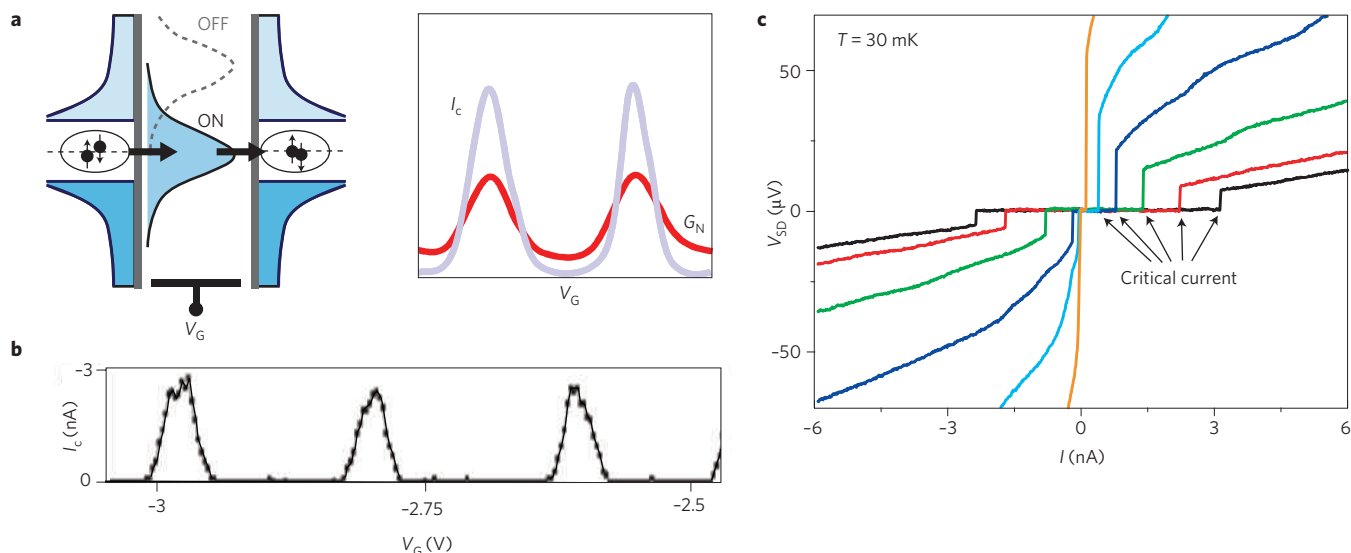 a
OFF
ON
V_G
I_c
G_N
V_G
b
-3
I_c (nA)
0
-3
-2.75
-2.5
V_G (V)
c
T = 30 mK
50
V_SD (μV)
0
Critical current
-50
-6
-3
0
3
6
I (nA)